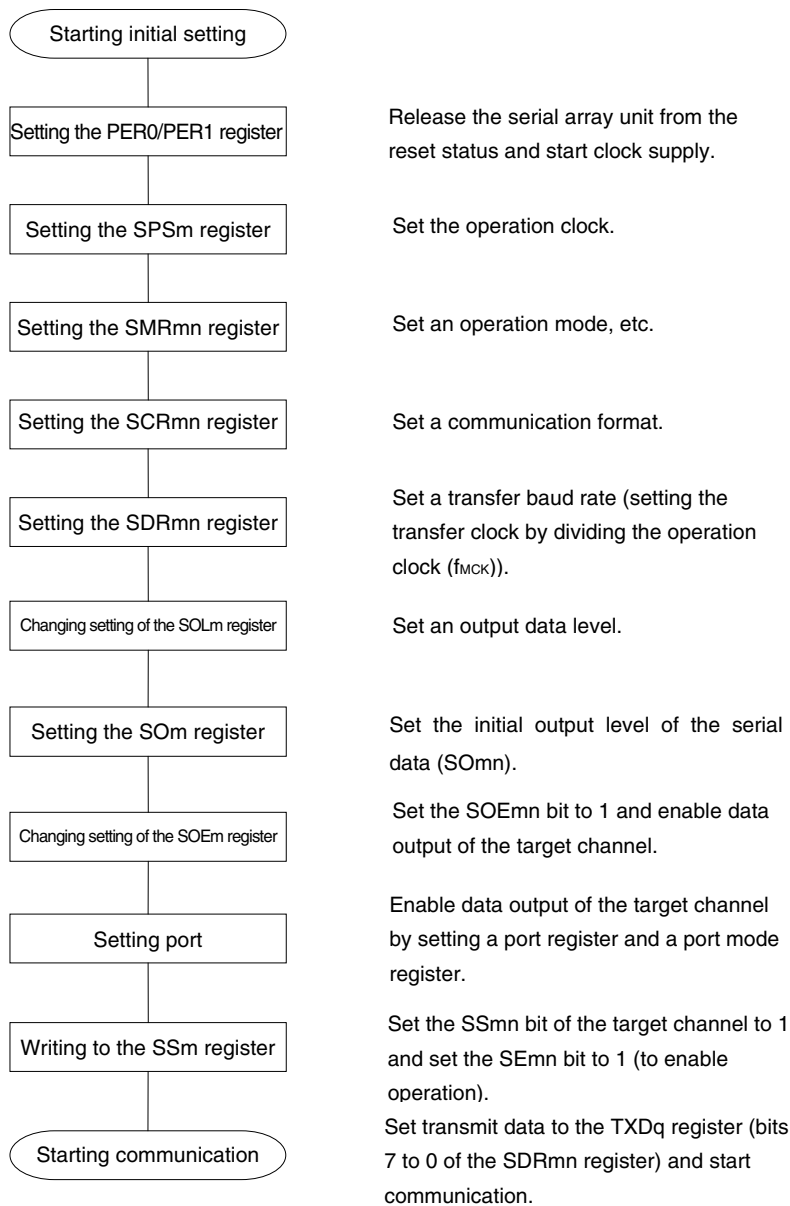 Starting initial setting
Setting the PER0/PER1 register
Release the serial array unit from the
reset status and start clock supply.
Setting the SPSm register
Set the operation clock.
Setting the SMRmn register
Set an operation mode, etc.
Setting the SCRmn register
Set a communication format.
Setting the SDRmn register
Set a transfer baud rate (setting the
transfer clock by dividing the operation
clock (fMCK)).
Changing setting of the SOLm register
Set an output data level.
Setting the SOm register
Set the initial output level of the serial
data (SOmn).
Changing setting of the SOEm register
Set the SOEmn bit to 1 and enable data
output of the target channel.
Setting port
Enable data output of the target channel
by setting a port register and a port mode
register.
Writing to the SSm register
Set the SSmn bit of the target channel to 1
and set the SEmn bit to 1 (to enable
operation).
Starting communication
Set transmit data to the TXDq register (bits
7 to 0 of the SDRmn register) and start
communication.